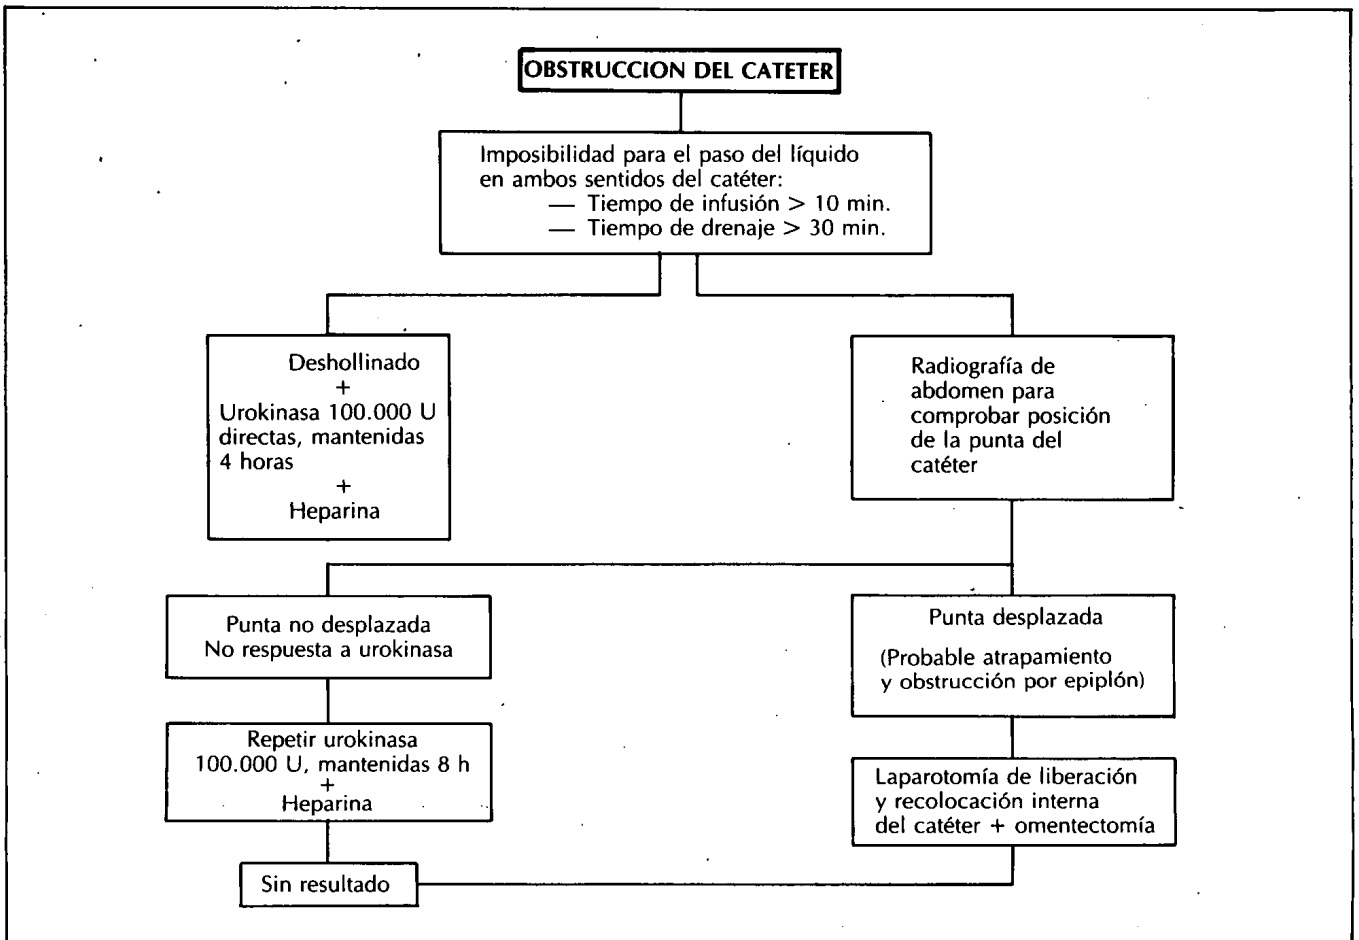 OBSTRUCCION DEL CATETER
Imposibilidad para el paso del líquido
en ambos sentidos del catéter:
— Tiempo de infusión > 10 min.
— Tiempo de drenaje > 30 min.
Deshollinado
+
Urokinasa 100.000 U
directas, mantenidas
4 horas
+
Heparina
Radiografía de
abdomen para
comprobar posición
de la punta del
catéter
Punta no desplazada
No respuesta a urokinasa
Punta desplazada
(Probable atrapamiento
y obstrucción por epiplón)
Repetir urokinasa
100.000 U, mantenidas 8 h
+
Heparina
Laparotomía de liberación
y recolocación interna
del catéter + omentectomía
Sin resultado